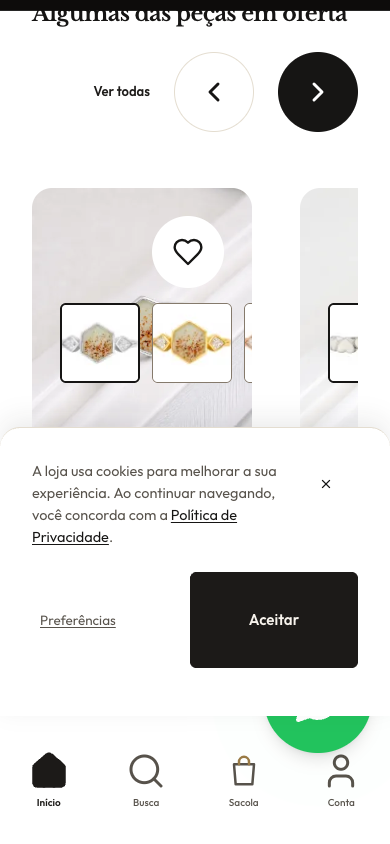 Algumas das peças em oferta
Ver todas
A loja usa cookies para melhorar a sua
experiência. Ao continuar navegando,
você concorda com a Política de
Privacidade.
Preferências
Aceitar
Início
Busca
Sacola
Conta